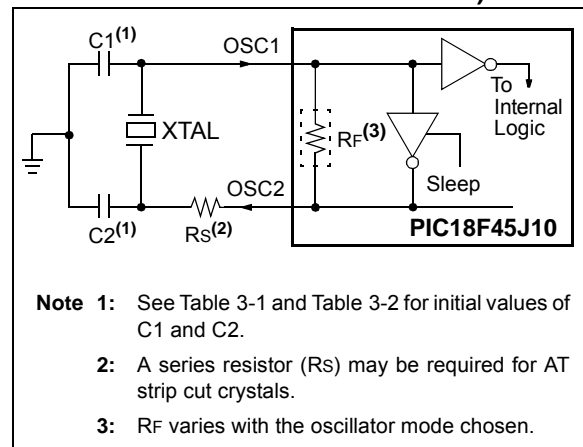 C1(1)
OSC1
To
Internal
Logic
XTAL
RF(3)
Sleep
OSC2
C2(1)
RS(2)
PIC18F45J10
Note 1: See Table 3-1 and Table 3-2 for initial values of
C1 and C2.
2: A series resistor (RS) may be required for AT
strip cut crystals.
3: RF varies with the oscillator mode chosen.